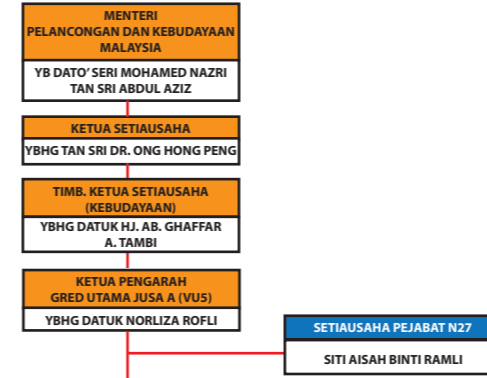 MENTERI
PELANCONGAN DAN KEBUDAYAAN
MALAYSIA
YB DATO' SERI MOHAMED NAZRI
TAN SRI ABDUL AZIZ
KETUA SETIAUSAHA
YBHG TAN SRI DR. ONG HONG PENG
TIMB. KETUA SETIAUSAHA
(KEBUDAYAAN)
YBHG DATUK HJ. AB. GHAFFAR
A. TAMBI
KETUA PENGARAH
GRED UTAMA JUSA A (VU5)
YBHG DATUK NORLIZA ROFLI
SETIAUSAHA PEJABAT N27
SITI AISAH BINTI RAMLI